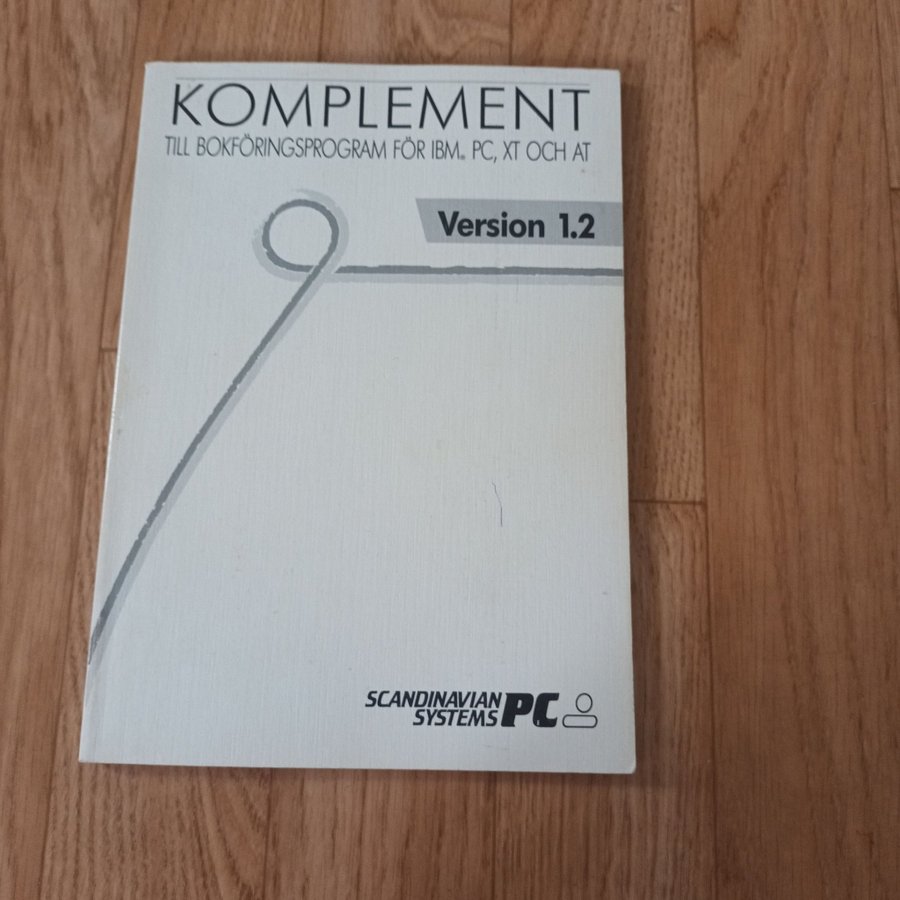 KOMPLEMENT
TILL BOKFÖRINGSPROGRAM FÖR IBM® PC, XT OCH AT
Version 1.2
SCANDINAVIAN
SYSTEMS PC